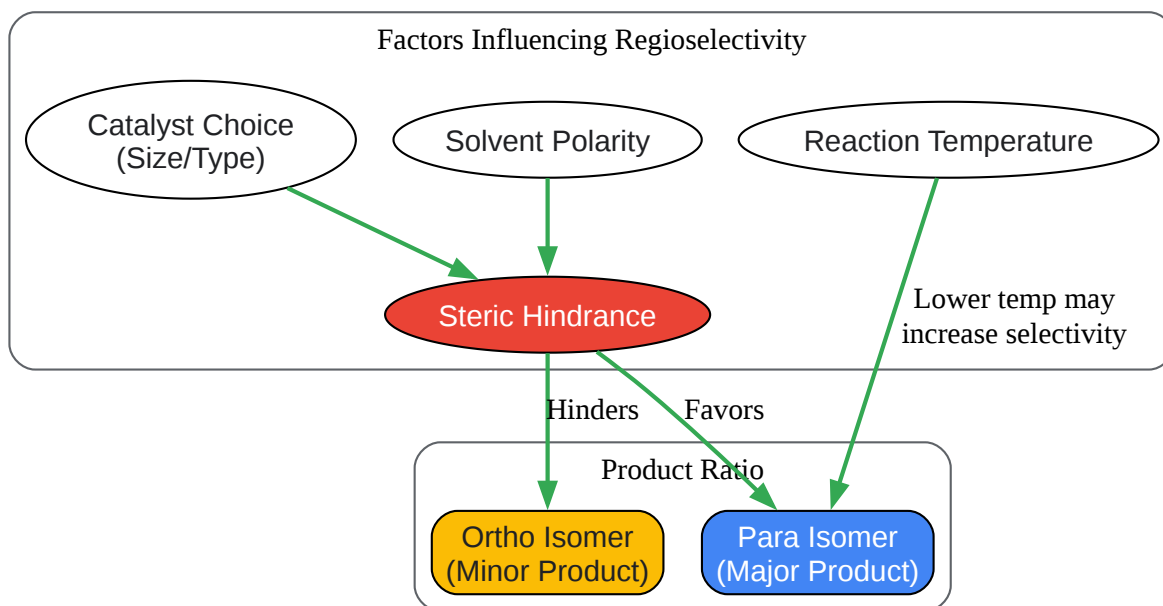 Factors Influencing Regioselectivity
Catalyst Choice
(Size/Type)
Solvent Polarity
Reaction Temperature
Steric Hindrance
Lower temp may
increase selectivity
Hinders
Favors
Product Ratio
Ortho Isomer
(Minor Product)
Para Isomer
(Major Product)